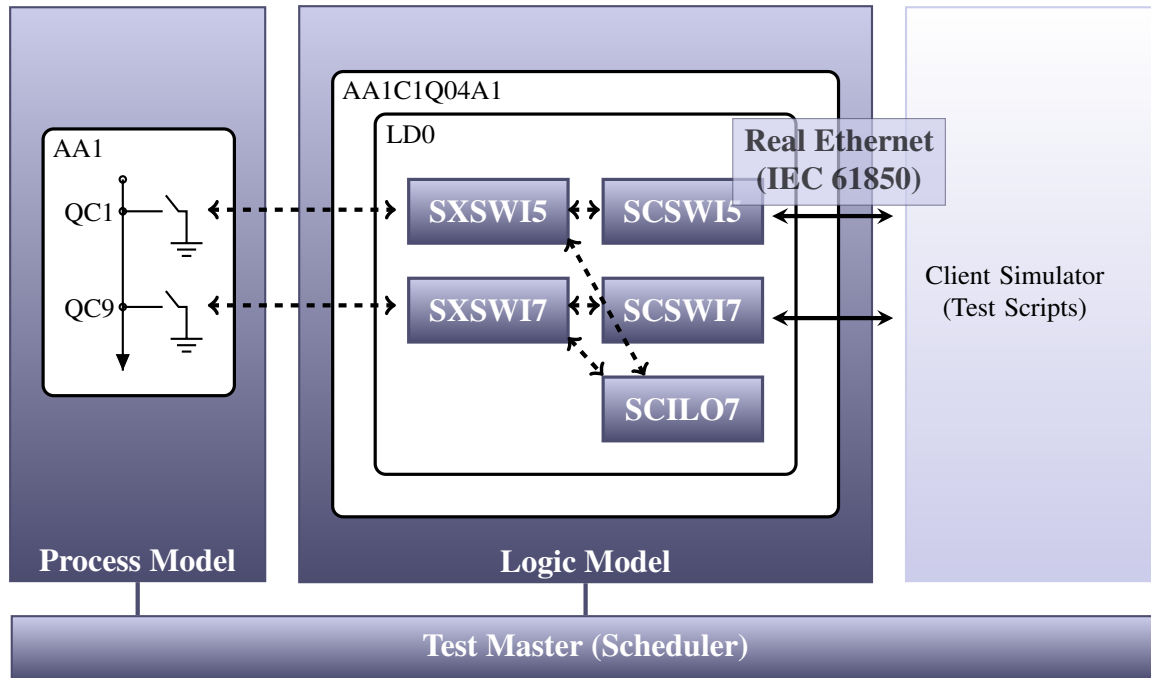 AA1C1Q04A1
LD0
Real Ethernet
(IEC 61850)
AA1
QC1
SXSWI5
SCSWI5
QC9
SXSWI7
SCSWI7
Client Simulator
(Test Scripts)
SCILO7
Process Model
Logic Model
Test Master (Scheduler)